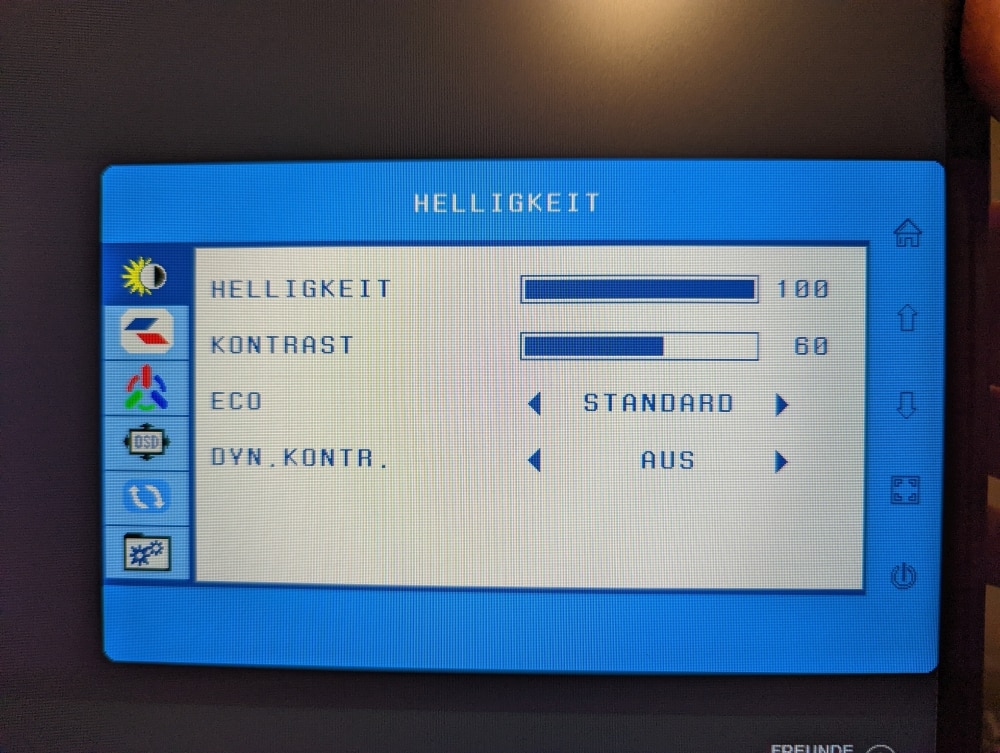 HELLIGKEIT
HELLIGKEIT 100
KONTRAST 60
ECO STANDARD
DYN.KONTR. AUS
OSD
FREUNDE